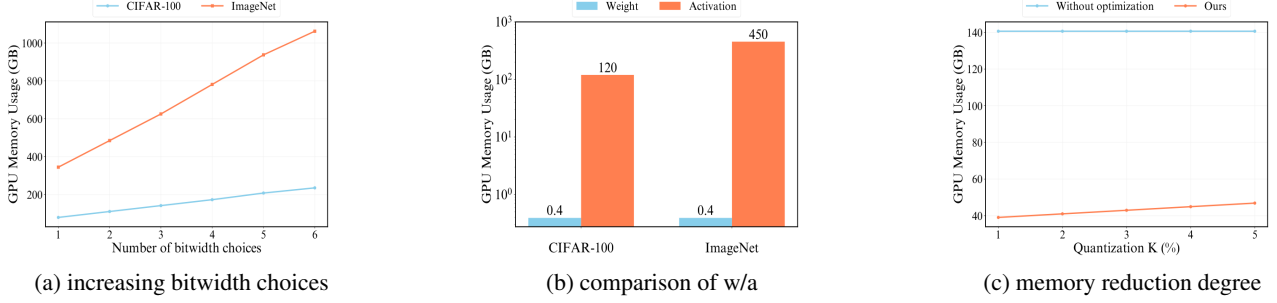 CIFAR-100 ImageNet
GPU Memory Usage (GB)
1000
800
600
400
200
1 2 3 4 5 6
Number of bitwidth choices
(a) increasing bitwidth choices
Weight Activation
GPU Memory Usage (GB)
10³
10²
10¹
10⁰
0.4 120 0.4 450
CIFAR-100 ImageNet
(b) comparison of w/a
Without optimization Ours
GPU Memory Usage (GB)
140
120
100
80
60
40
1 2 3 4 5
Quantization K (%)
(c) memory reduction degree